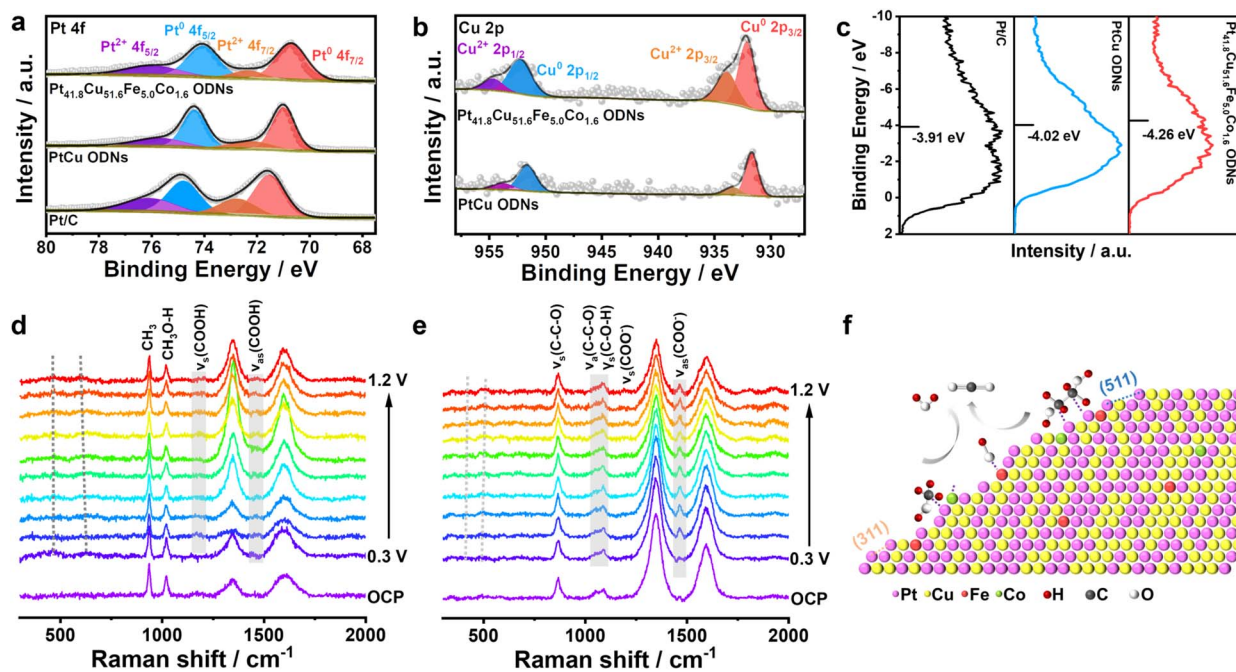 a
Pt 4f
Pt²⁺ 4f₅/₂
Pt⁰ 4f₅/₂
Pt²⁺ 4f₇/₂
Pt⁰ 4f₇/₂
Pt₄₁.₈Cu₅₁.₆Fe₅.₀Co₁.₆ ODNs
PtCu ODNs
Pt/C
Intensity / a.u.
80 76 74 72 70 68
Binding Energy / eV
b
Cu 2p
Cu²⁺ 2p₁/₂
Cu⁰ 2p₁/₂
Cu²⁺ 2p₃/₂
Cu⁰ 2p₃/₂
Pt₄₁.₈Cu₅₁.₆Fe₅.₀Co₁.₆ ODNs
PtCu ODNs
Intensity / a.u.
955 950 945 940 935 930
Binding Energy / eV
c
Binding Energy / eV
-10
-8
-6
-4
-2
0
2
Pt/C
-3.91 eV
PtCu ODNs
-4.02 eV
Pt₄₁.₈Cu₅₁.₆Fe₅.₀Co₁.₆ ODNs
-4.26 eV
Intensity / a.u.
d
CH₃
CH₃O-H
νₛ(COOH)
νₐₛ(COOH)
1.2 V
0.3 V
OCP
500 1000 1500 2000
Raman shift / cm⁻¹
e
νₛ(C-C-O)
νₐ(C-C-O)
γₛ(C-O-H)
νₛ(COO⁻)
νₐₛ(COO⁻)
1.2 V
0.3 V
OCP
500 1000 1500 2000
Raman shift / cm⁻¹
f
(511)
(311)
Pt Cu Fe Co H C O